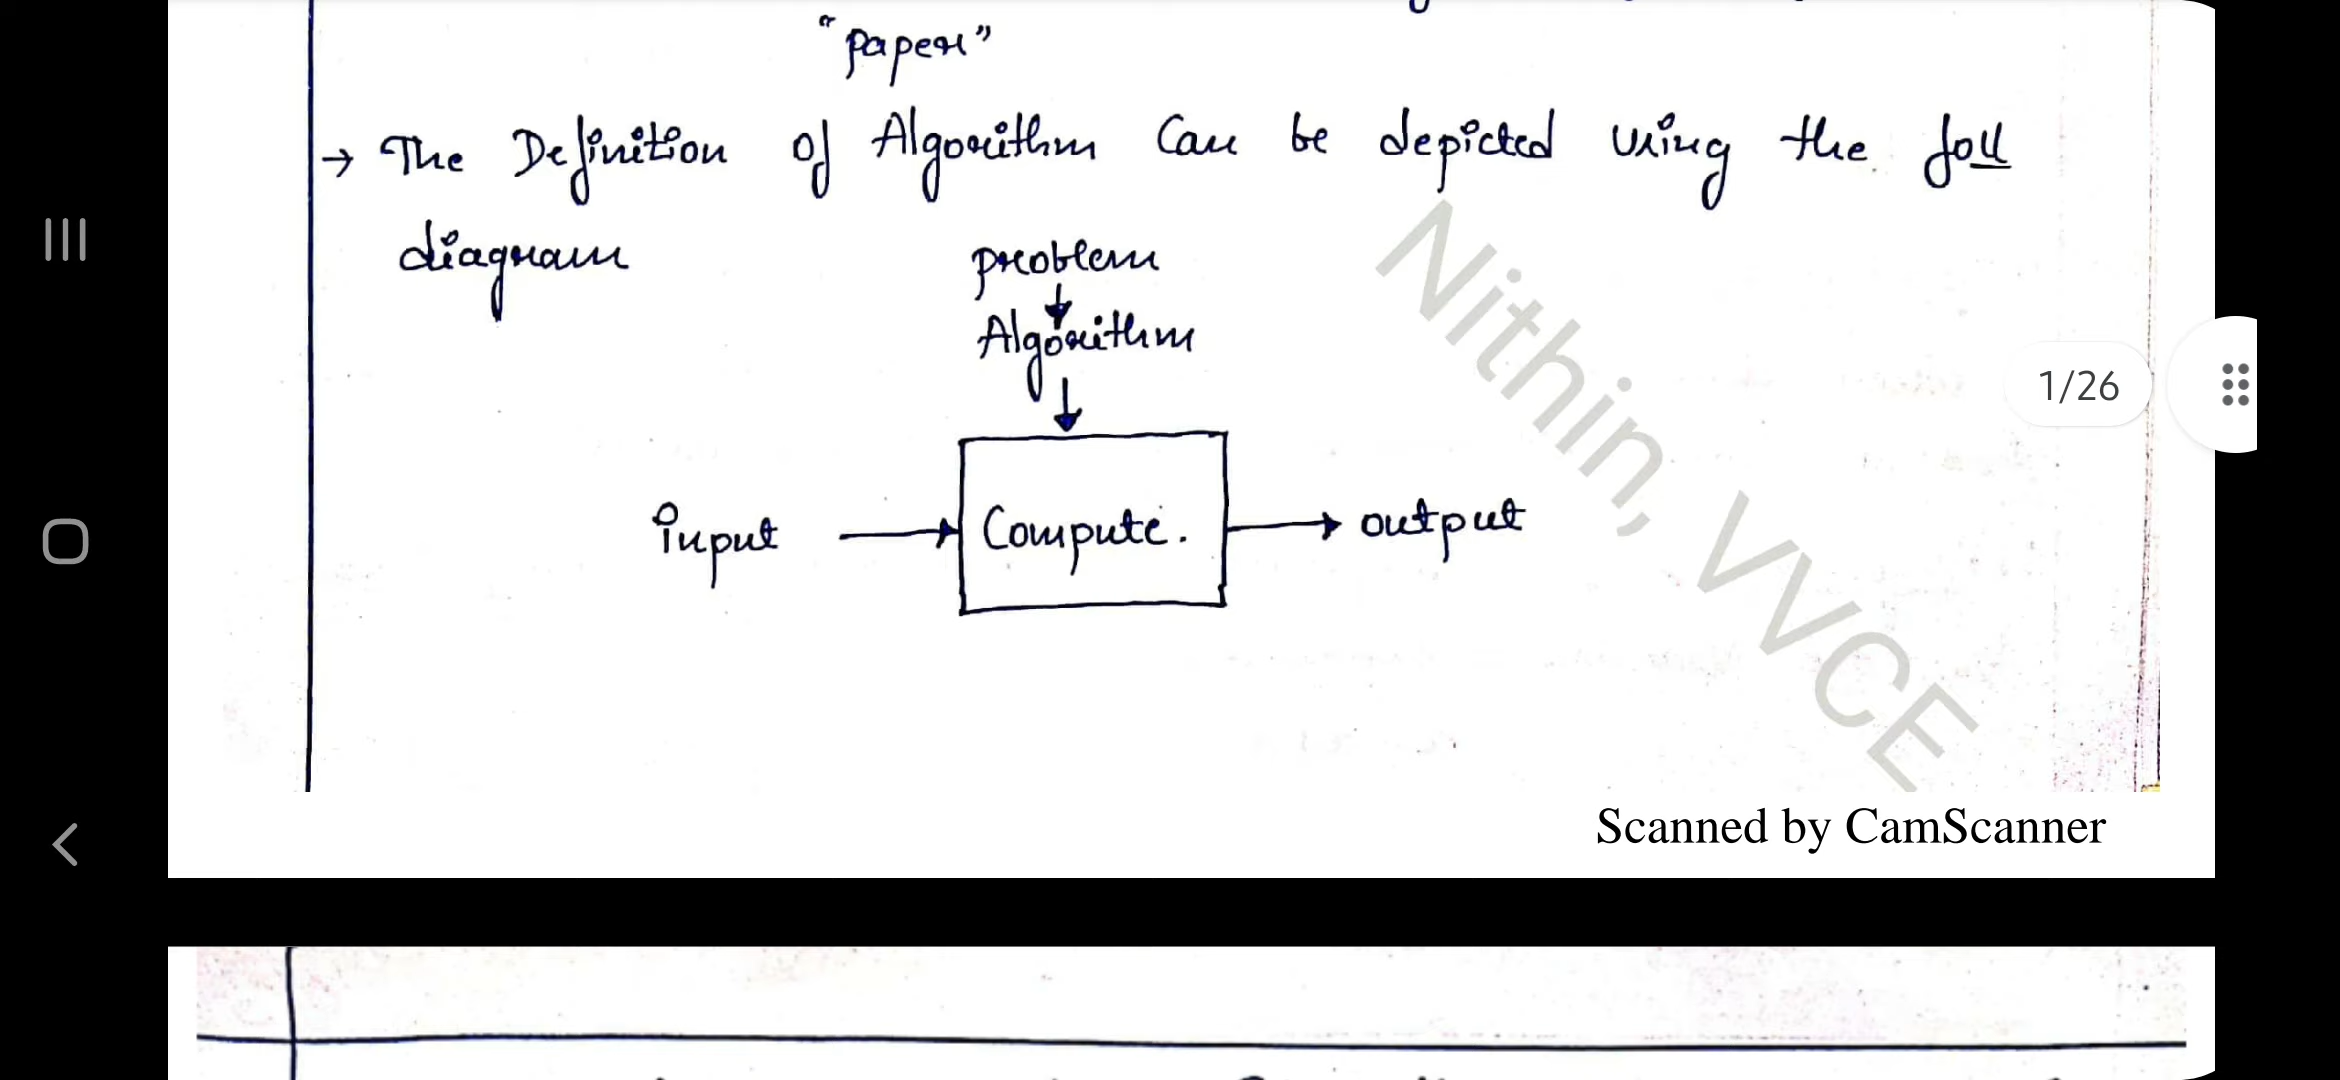 "paper"
→ The Definition of Algorithm Can be depicted using the foll
diagram
problem
Algorithm
input
Compute.
output
Nithin, VVCE
1/26
Scanned by CamScanner